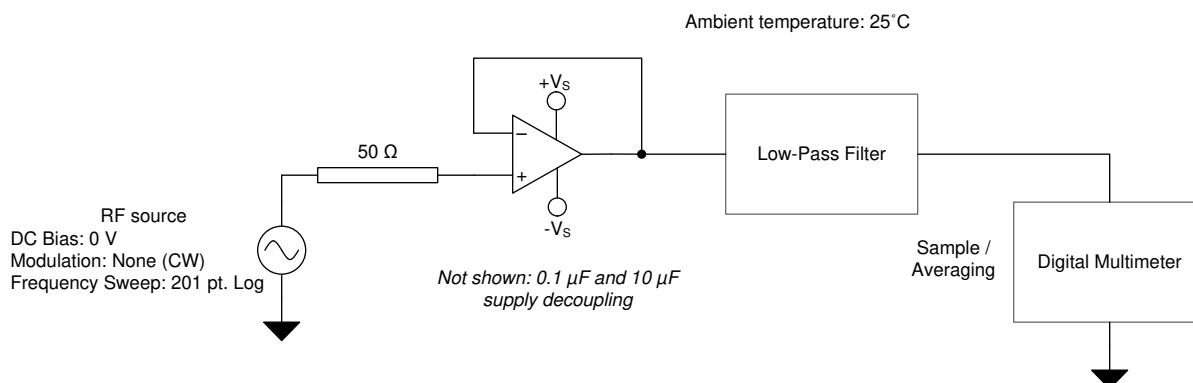 Ambient temperature: 25˚C
+VS
50 Ω
−
+
Low-Pass Filter
RF source
DC Bias: 0 V
Modulation: None (CW)
Frequency Sweep: 201 pt. Log
-VS
Not shown: 0.1 µF and 10 µF
supply decoupling
Sample /
Averaging
Digital Multimeter